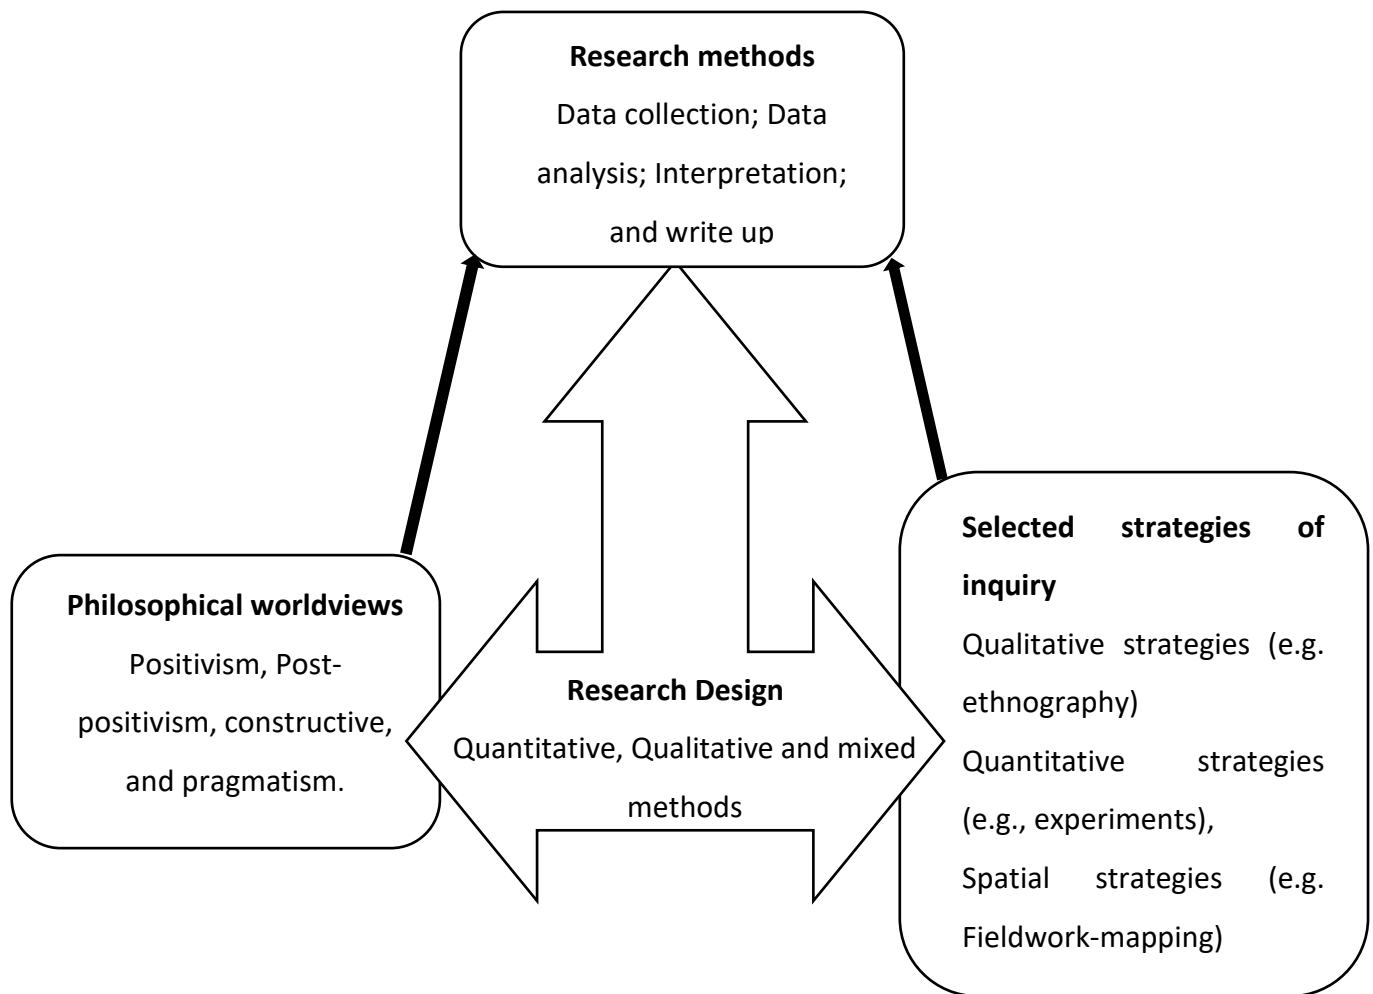 Research methods
Data collection; Data
analysis; Interpretation;
and write up
Philosophical worldviews
Positivism, Post-
positivism, constructive,
and pragmatism.
Research Design
Quantitative, Qualitative and mixed
methods
Selected strategies of
inquiry
Qualitative strategies (e.g.
ethnography)
Quantitative strategies
(e.g., experiments),
Spatial strategies (e.g.
Fieldwork-mapping)